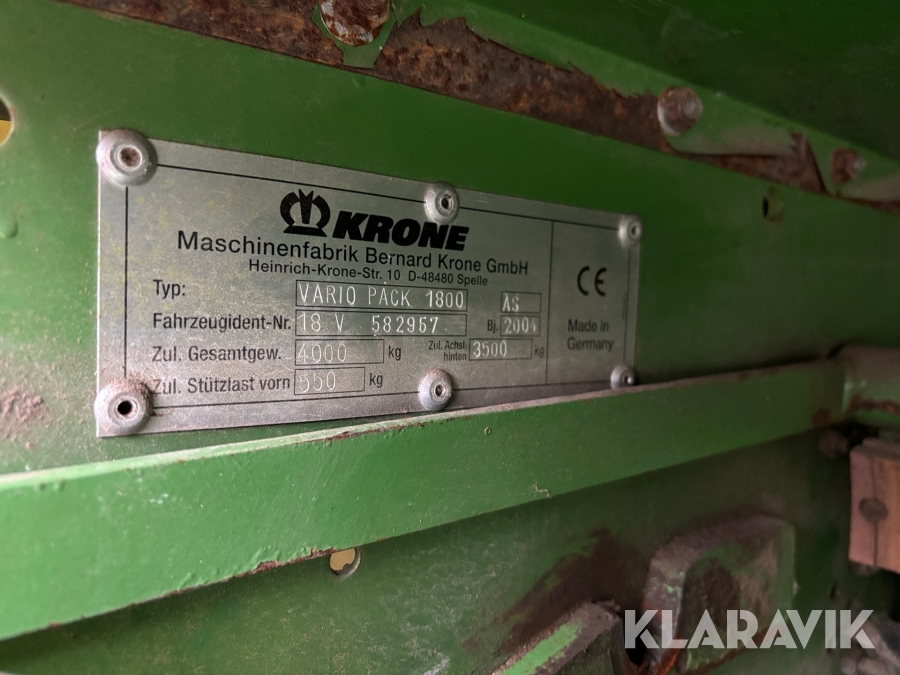 KRONE
Maschinenfabrik Bernard Krone GmbH
Heinrich-Krone-Str. 10 D-48480 Spelle
Typ: VARIO PACK 1800 AS
Fahrzeugident-Nr. 18 V 582957 Bj. 2001
Zul. Gesamtgew. 4000 kg Zul. Achsl. hinten 3500 kg
Zul. Stützlast vorn 550 kg
CE
Made in
Germany
KLARAVIK